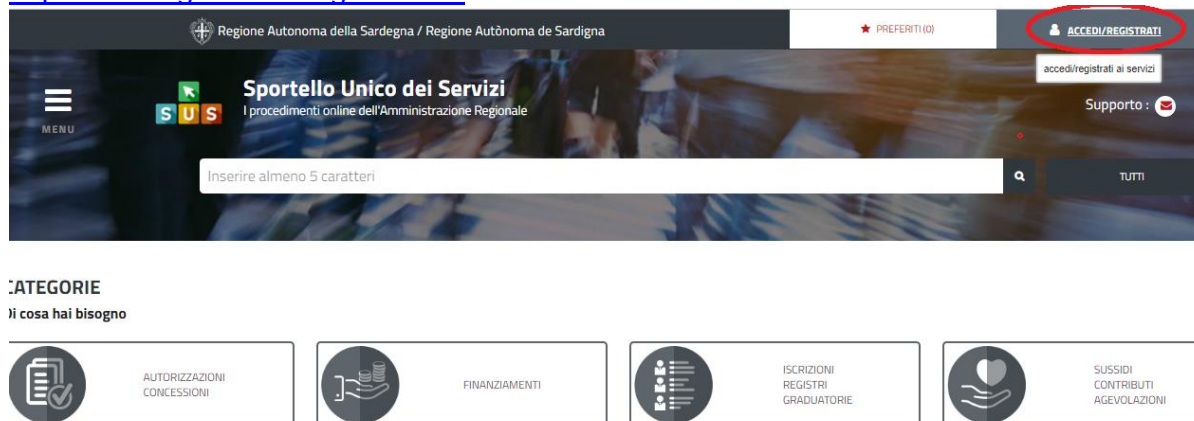 Regione Autonoma della Sardegna / Regione Autònoma de Sardigna
PREFERITI (0)
ACCEDI/REGISTRATI
accedi/registrati ai servizi
MENU
SUS
Sportello Unico dei Servizi
I procedimenti online dell'Amministrazione Regionale
Supporto :
Inserire almeno 5 caratteri
TUTTI
CATEGORIE
Di cosa hai bisogno
AUTORIZZAZIONI
CONCESSIONI
FINANZIAMENTI
ISCRIZIONI
REGISTRI
GRADUATORIE
SUSSIDI
CONTRIBUTI
AGEVOLAZIONI